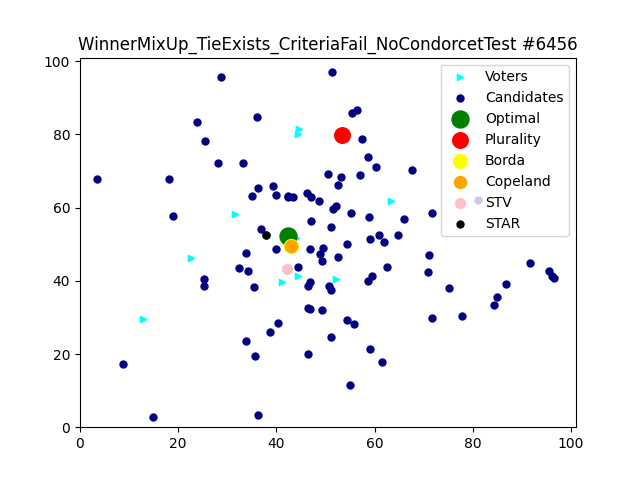 WinnerMixUp_TieExists_CriteriaFail_NoCondorcetTest #6456
100
80
60
40
20
0
0 20 40 60 80 100
Voters
Candidates
Optimal
Plurality
Borda
Copeland
STV
STAR